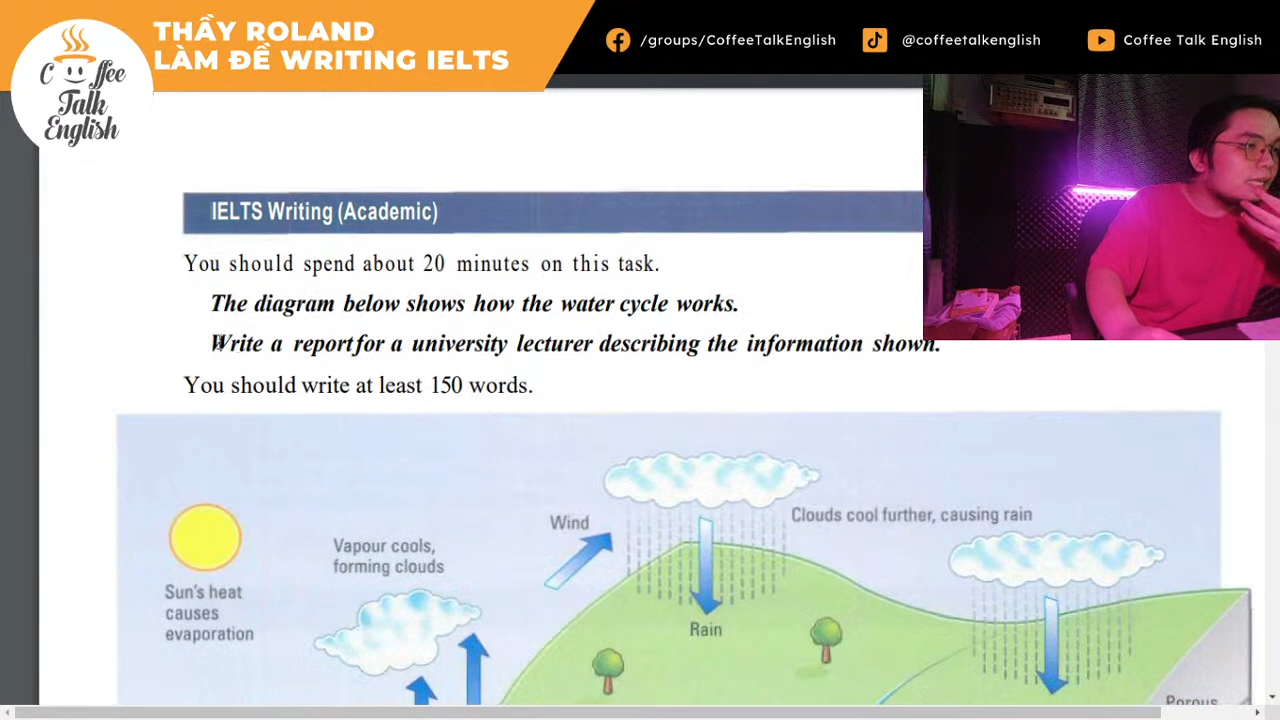 THẦY ROLAND
LÀM ĐỀ WRITING IELTS
/groups/CoffeeTalkEnglish
@coffeetalkenglish
Coffee Talk English
Coffee
Talk
English
IELTS Writing (Academic)
You should spend about 20 minutes on this task.
The diagram below shows how the water cycle works.
Write a report for a university lecturer describing the information shown.
You should write at least 150 words.
Wind
Clouds cool further, causing rain
Vapour cools,
forming clouds
Sun's heat
causes
evaporation
Rain
Porous